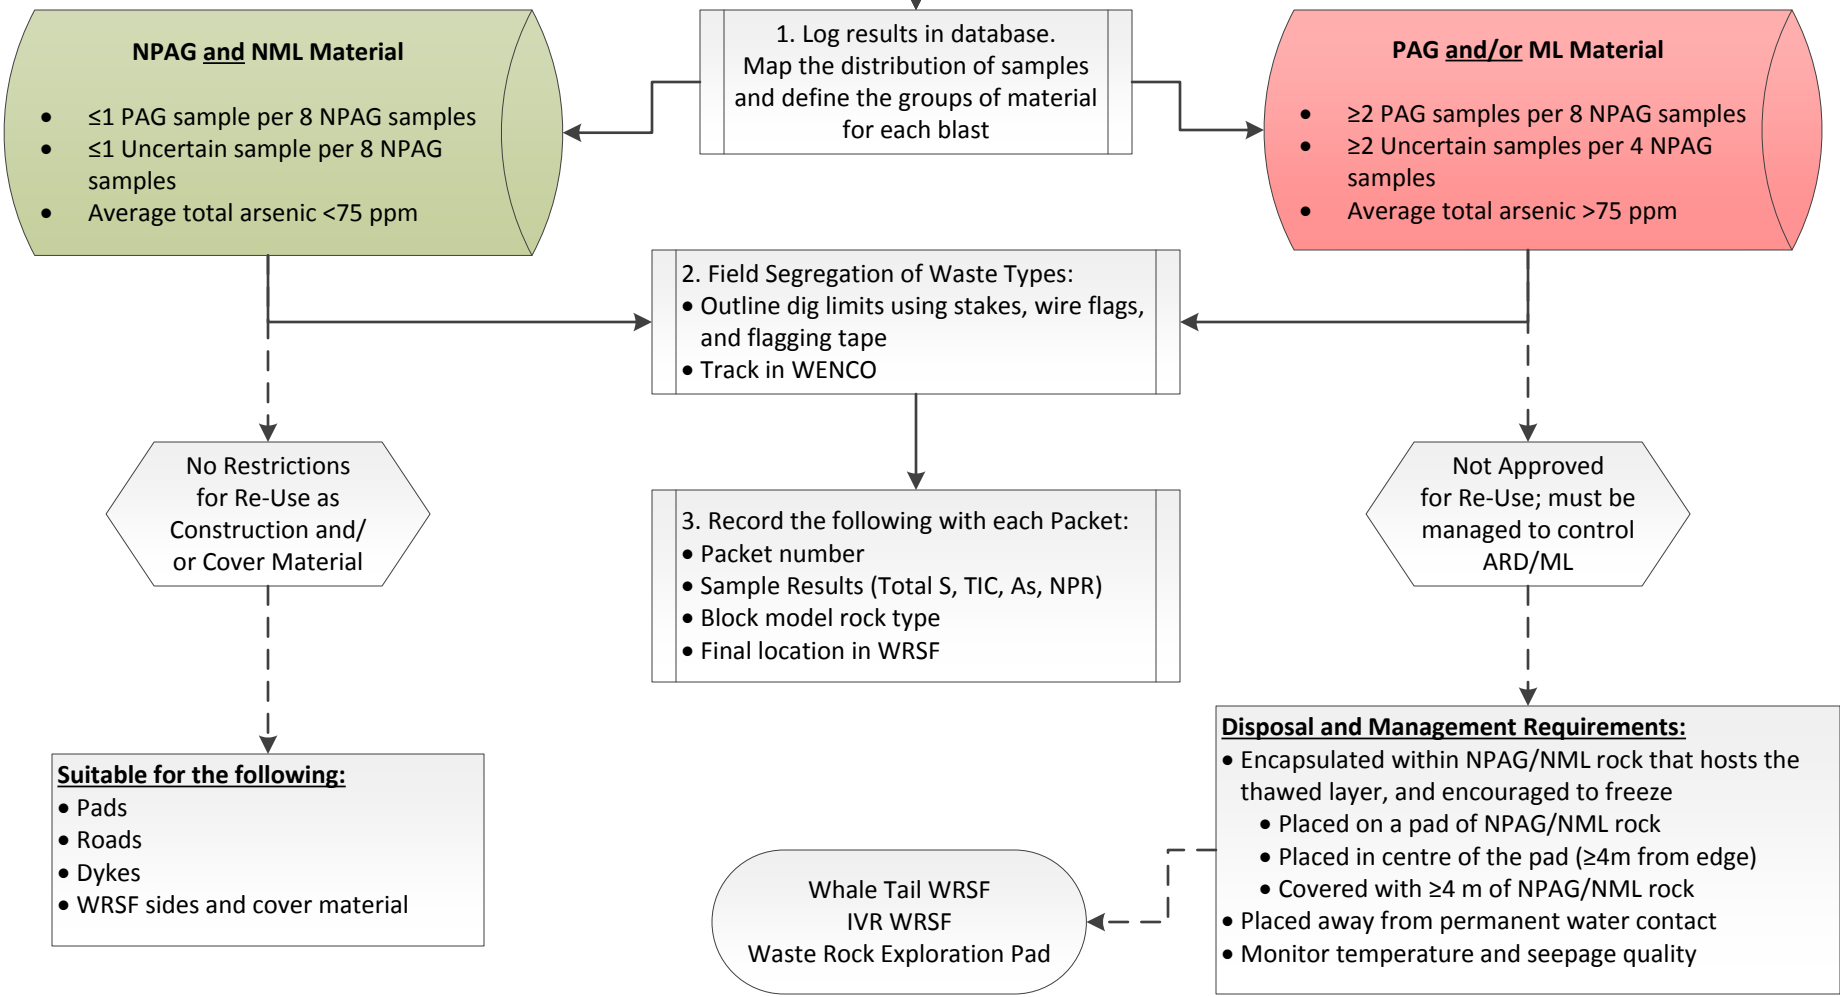 NPAG and NML Material
• ≤1 PAG sample per 8 NPAG samples
• ≤1 Uncertain sample per 8 NPAG
samples
• Average total arsenic <75 ppm
1. Log results in database.
Map the distribution of samples
and define the groups of material
for each blast
PAG and/or ML Material
• ≥2 PAG samples per 8 NPAG samples
• ≥2 Uncertain samples per 4 NPAG
samples
• Average total arsenic >75 ppm
2. Field Segregation of Waste Types:
• Outline dig limits using stakes, wire flags,
and flagging tape
• Track in WENCO
No Restrictions
for Re-Use as
Construction and/
or Cover Material
3. Record the following with each Packet:
• Packet number
• Sample Results (Total S, TIC, As, NPR)
• Block model rock type
• Final location in WRSF
Not Approved
for Re-Use; must be
managed to control
ARD/ML
Suitable for the following:
• Pads
• Roads
• Dykes
• WRSF sides and cover material
Disposal and Management Requirements:
• Encapsulated within NPAG/NML rock that hosts the
thawed layer, and encouraged to freeze
• Placed on a pad of NPAG/NML rock
• Placed in centre of the pad (≥4m from edge)
• Covered with ≥4 m of NPAG/NML rock
• Placed away from permanent water contact
• Monitor temperature and seepage quality
Whale Tail WRSF
IVR WRSF
Waste Rock Exploration Pad